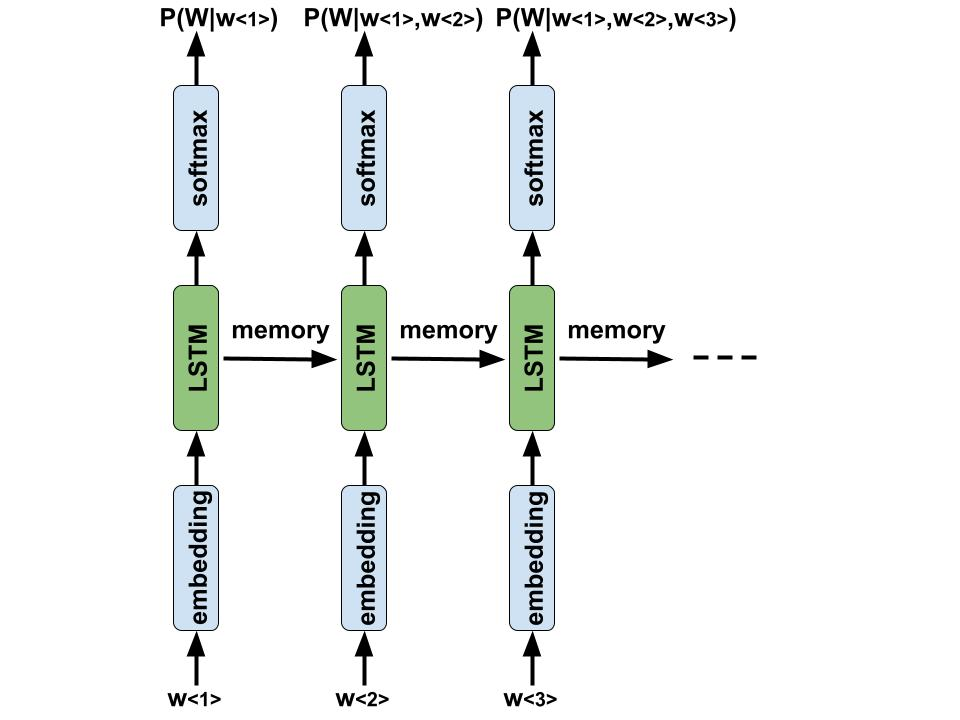 P(W|w<1>) P(W|w<1>,w<2>) P(W|w<1>,w<2>,w<3>)
softmax softmax softmax
memory memory memory
LSTM LSTM LSTM
embedding embedding embedding
w<1> w<2> w<3>